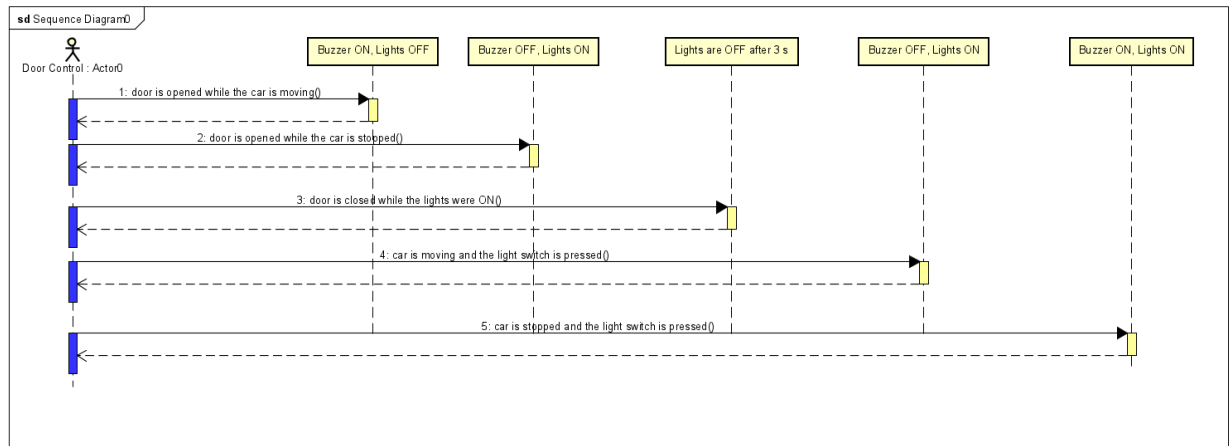 sd Sequence Diagram0
Door Control : Actor0
Buzzer ON, Lights OFF
Buzzer OFF, Lights ON
Lights are OFF after 3 s
Buzzer OFF, Lights ON
Buzzer ON, Lights ON
1: door is opened while the car is moving()
2: door is opened while the car is stopped()
3: door is closed while the lights were ON()
4: car is moving and the light switch is pressed()
5: car is stopped and the light switch is pressed()